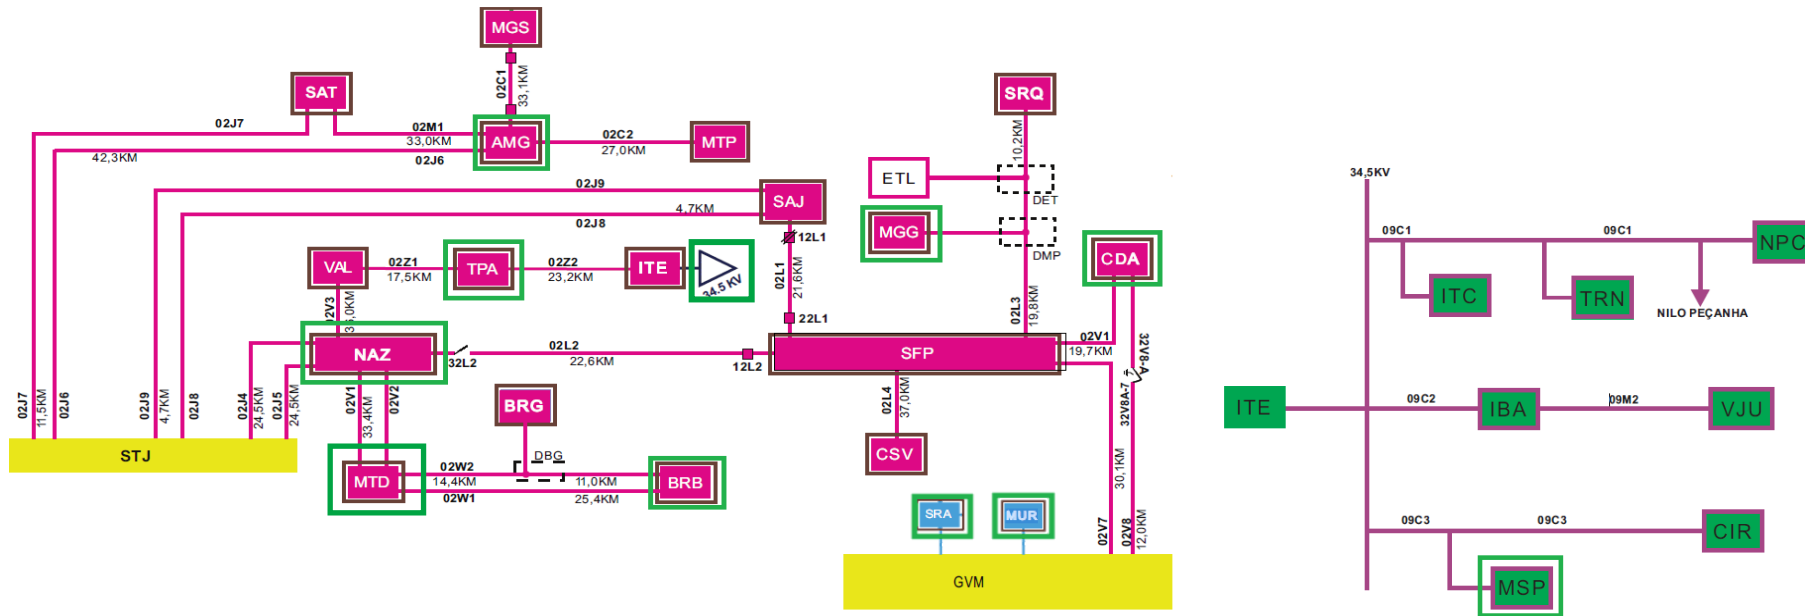 MGS
02C1
33,1KM
SAT
02J7
02M1
33,0KM
02J6
42,3KM
AMG
02C2
27,0KM
MTP
02J9
SAJ
4,7KM
02J8
12L1
02L1
21,6KM
22L1
VAL
02Z1
17,5KM
TPA
02Z2
23,2KM
ITE
34.5 KV
02V3
NAZ
32L2
02L2
22,6KM
12L2
SFP
SRQ
10,2KM
ETL
DET
MGG
DMP
02L3
19,8KM
CDA
02V1
19,7KM
32V8-A
32V8A-7
02J7
11,5KM
02J6
02J9
4,7KM
02J8
02J4
24,5KM
02J5
24,5KM
02V1
33,4KM
02V2
BRG
DBG
02L4
37,0KM
CSV
STJ
MTD
02W2
14,4KM
02W1
11,0KM
25,4KM
BRB
SRA
MUR
02V7
30,1KM
02V8
12,0KM
GVM
34,5KV
09C1
09C1
NPC
ITC
TRN
NILO PEÇANHA
ITE
09C2
IBA
09M2
VJU
09C3
09C3
CIR
MSP